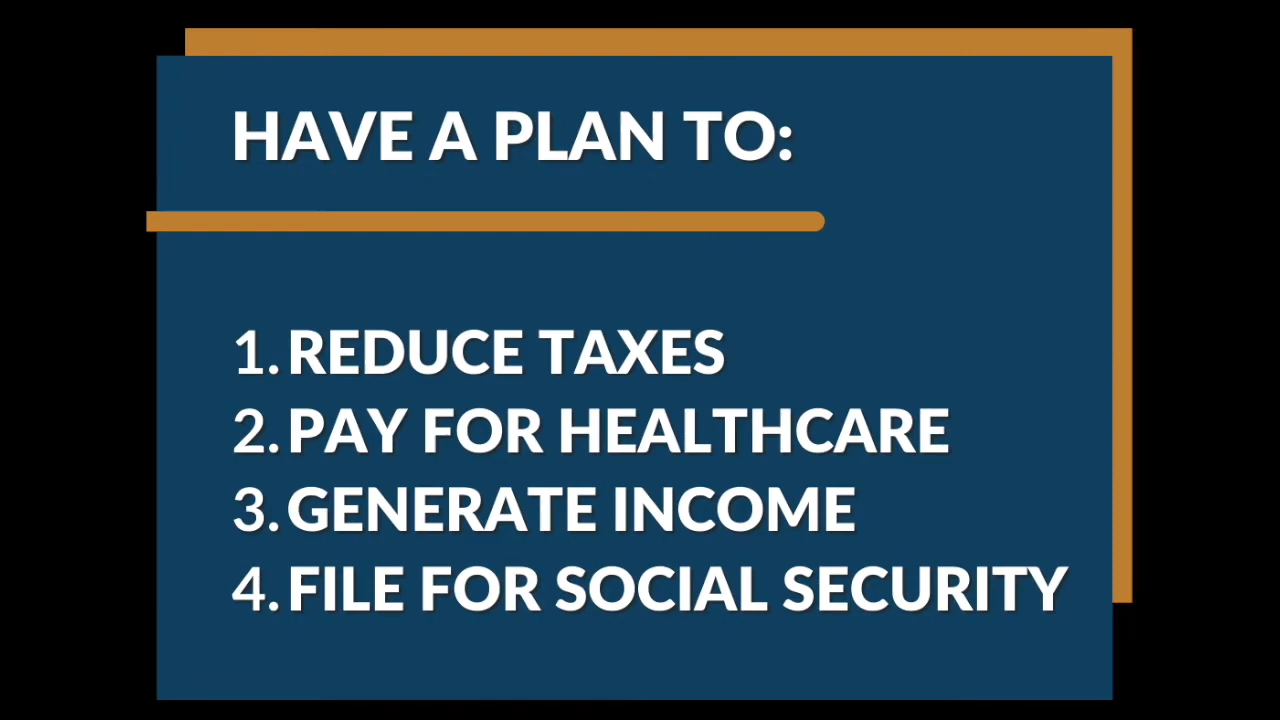 HAVE A PLAN TO:
1. REDUCE TAXES
2. PAY FOR HEALTHCARE
3. GENERATE INCOME
4. FILE FOR SOCIAL SECURITY